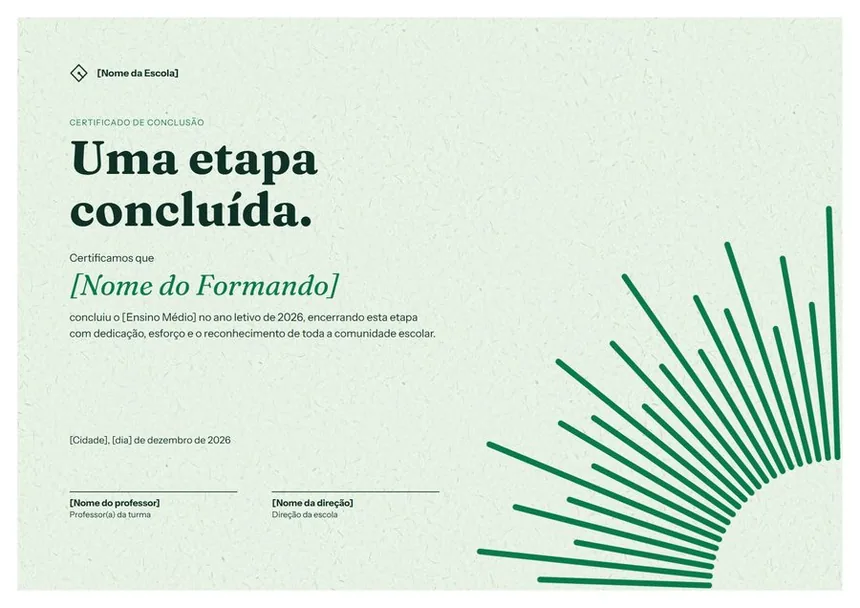 [Nome da Escola]
CERTIFICADO DE CONCLUSÃO
Uma etapa
concluída.
Certificamos que
[Nome do Formando]
concluiu o [Ensino Médio] no ano letivo de 2026, encerrando esta etapa
com dedicação, esforço e o reconhecimento de toda a comunidade escolar.
[Cidade], [dia] de dezembro de 2026
[Nome do professor]
Professor(a) da turma
[Nome da direção]
Direção da escola